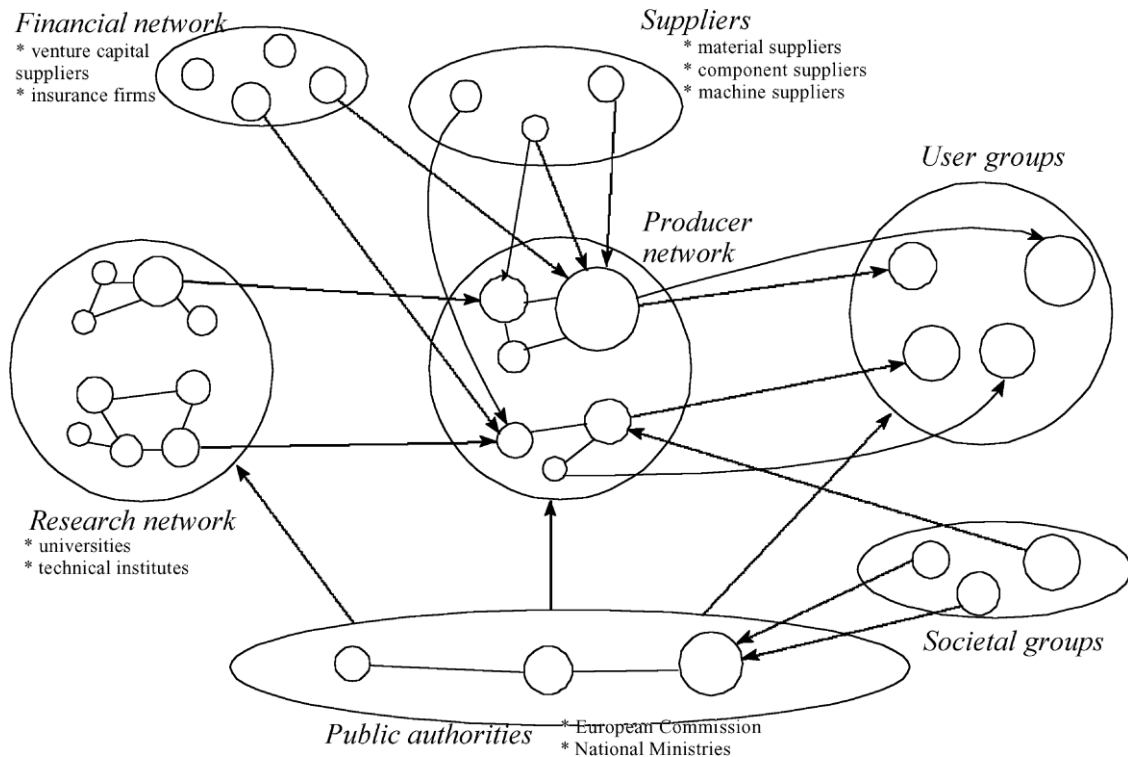 Financial network
* venture capital
suppliers
* insurance firms
Suppliers
* material suppliers
* component suppliers
* machine suppliers
User groups
Producer
network
Research network
* universities
* technical institutes
Societal groups
Public authorities
* European Commission
* National Ministries